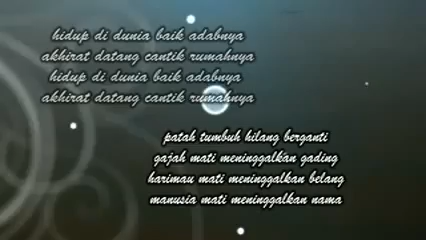 hidup di dunia baik adabnya
akhirat datang cantik rumahnya
hidup di dunia baik adabnya
akhirat datang cantik rumahnya
patah tumbuh hilang berganti
gajah mati meninggalkan gading
harimau mati meninggalkan belang
manusia mati meninggalkan nama